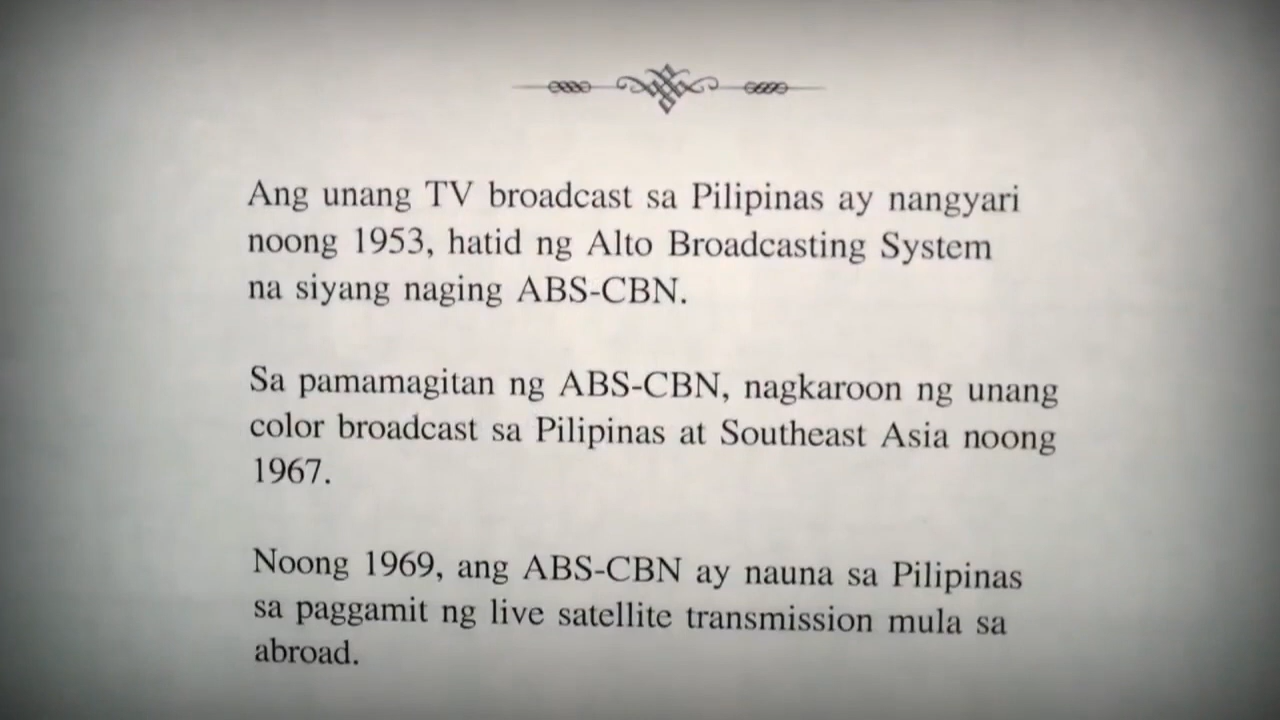 Ang unang TV broadcast sa Pilipinas ay nangyari
noong 1953, hatid ng Alto Broadcasting System
na siyang naging ABS-CBN.
Sa pamamagitan ng ABS-CBN, nagkaroon ng unang
color broadcast sa Pilipinas at Southeast Asia noong
1967.
Noong 1969, ang ABS-CBN ay nauna sa Pilipinas
sa paggamit ng live satellite transmission mula sa
abroad.